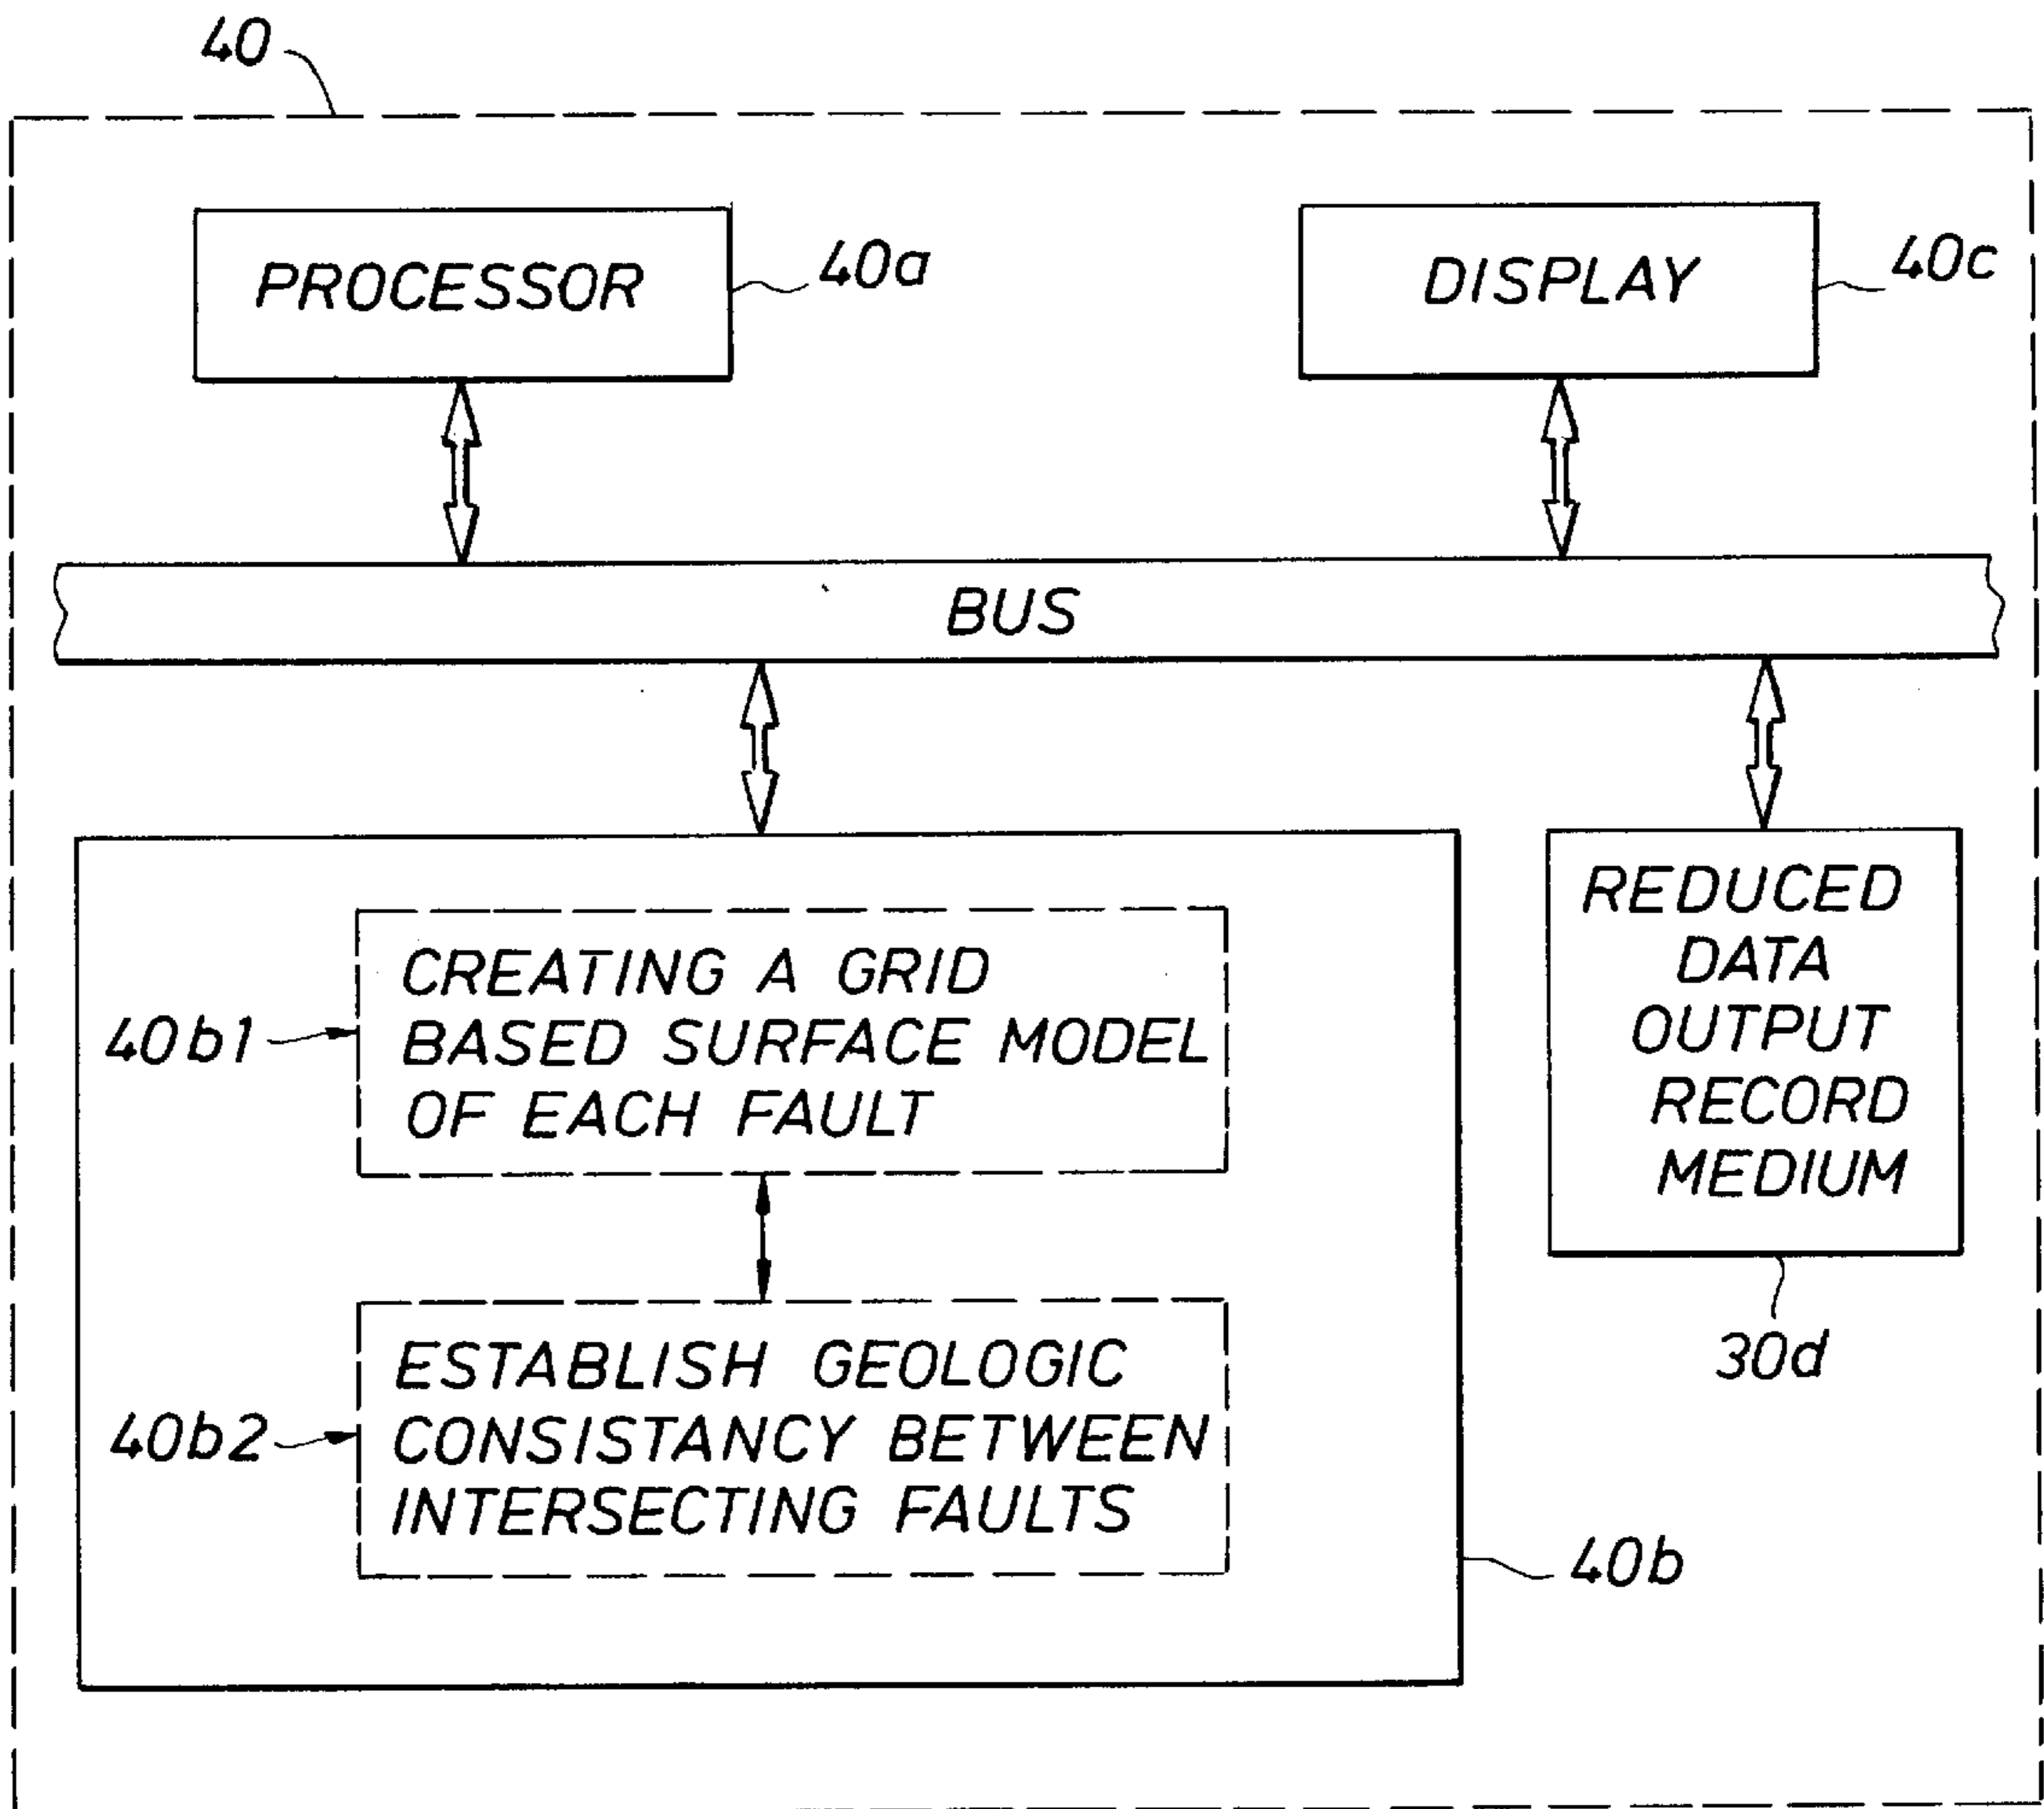 40
PROCESSOR
40a
DISPLAY
40c
BUS
CREATING A GRID
BASED SURFACE MODEL
OF EACH FAULT
40b1
ESTABLISH GEOLOGIC
CONSISTANCY BETWEEN
INTERSECTING FAULTS
40b2
40b
REDUCED
DATA
OUTPUT
RECORD
MEDIUM
30d